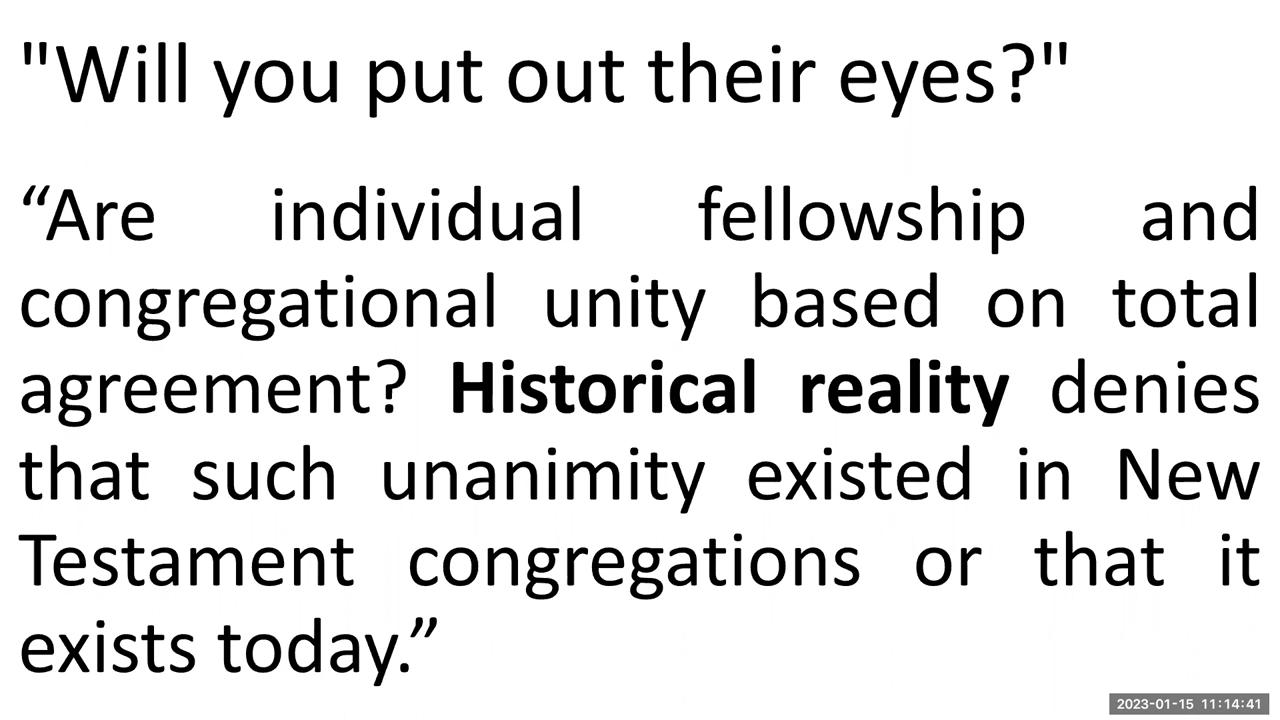 "Will you put out their eyes?"
“Are individual fellowship and
congregational unity based on total
agreement? Historical reality denies
that such unanimity existed in New
Testament congregations or that it
exists today.”
2023-01-15 11:14:41